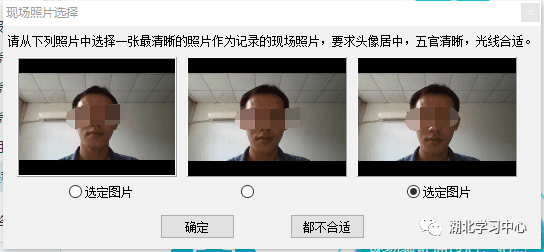 现场照片选择
x
请从下列照片中选择一张最清晰的照片作为记录的现场照片，要求头像居中，五官清晰，光线合适。
选定图片
选定图片
确定
都不合适
湖北学习中心